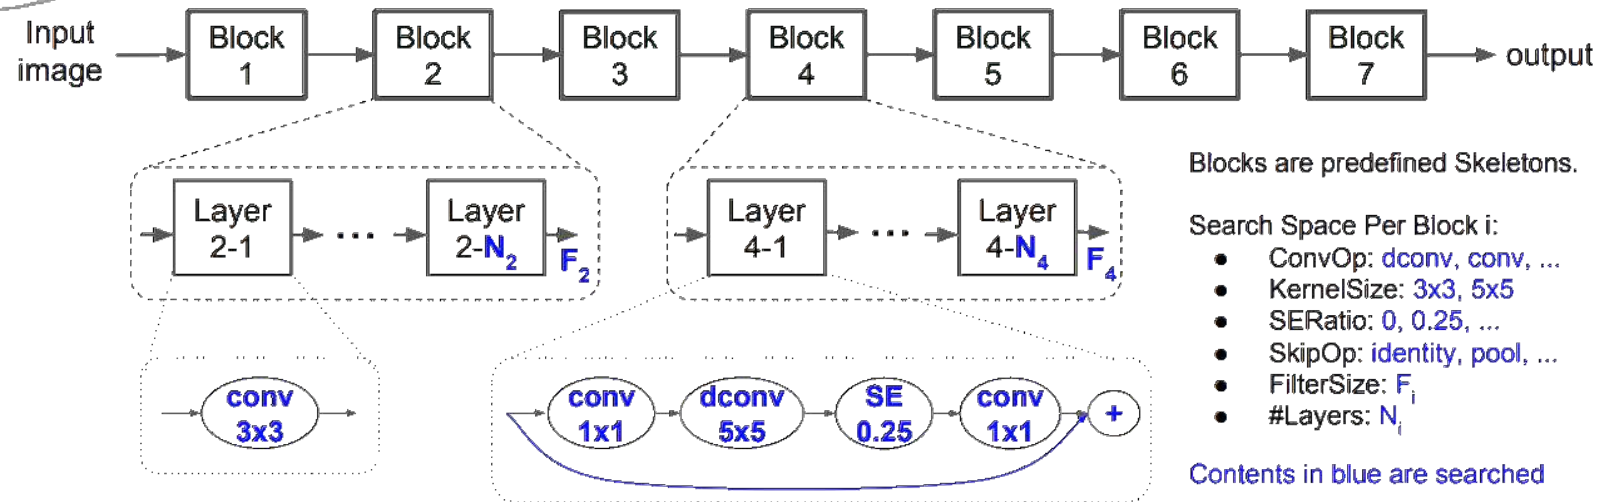 Input image
Block 1
Block 2
Block 3
Block 4
Block 5
Block 6
Block 7
output
Layer 2-1
...
Layer 2-N2
F2
Layer 4-1
...
Layer 4-N4
F4
conv 3x3
conv 1x1
dconv 5x5
SE 0.25
conv 1x1
+
Blocks are predefined Skeletons.
Search Space Per Block i:
● ConvOp: dconv, conv, ...
● KernelSize: 3x3, 5x5
● SERatio: 0, 0.25, ...
● SkipOp: identity, pool, ...
● FilterSize: Fi
● #Layers: Ni
Contents in blue are searched